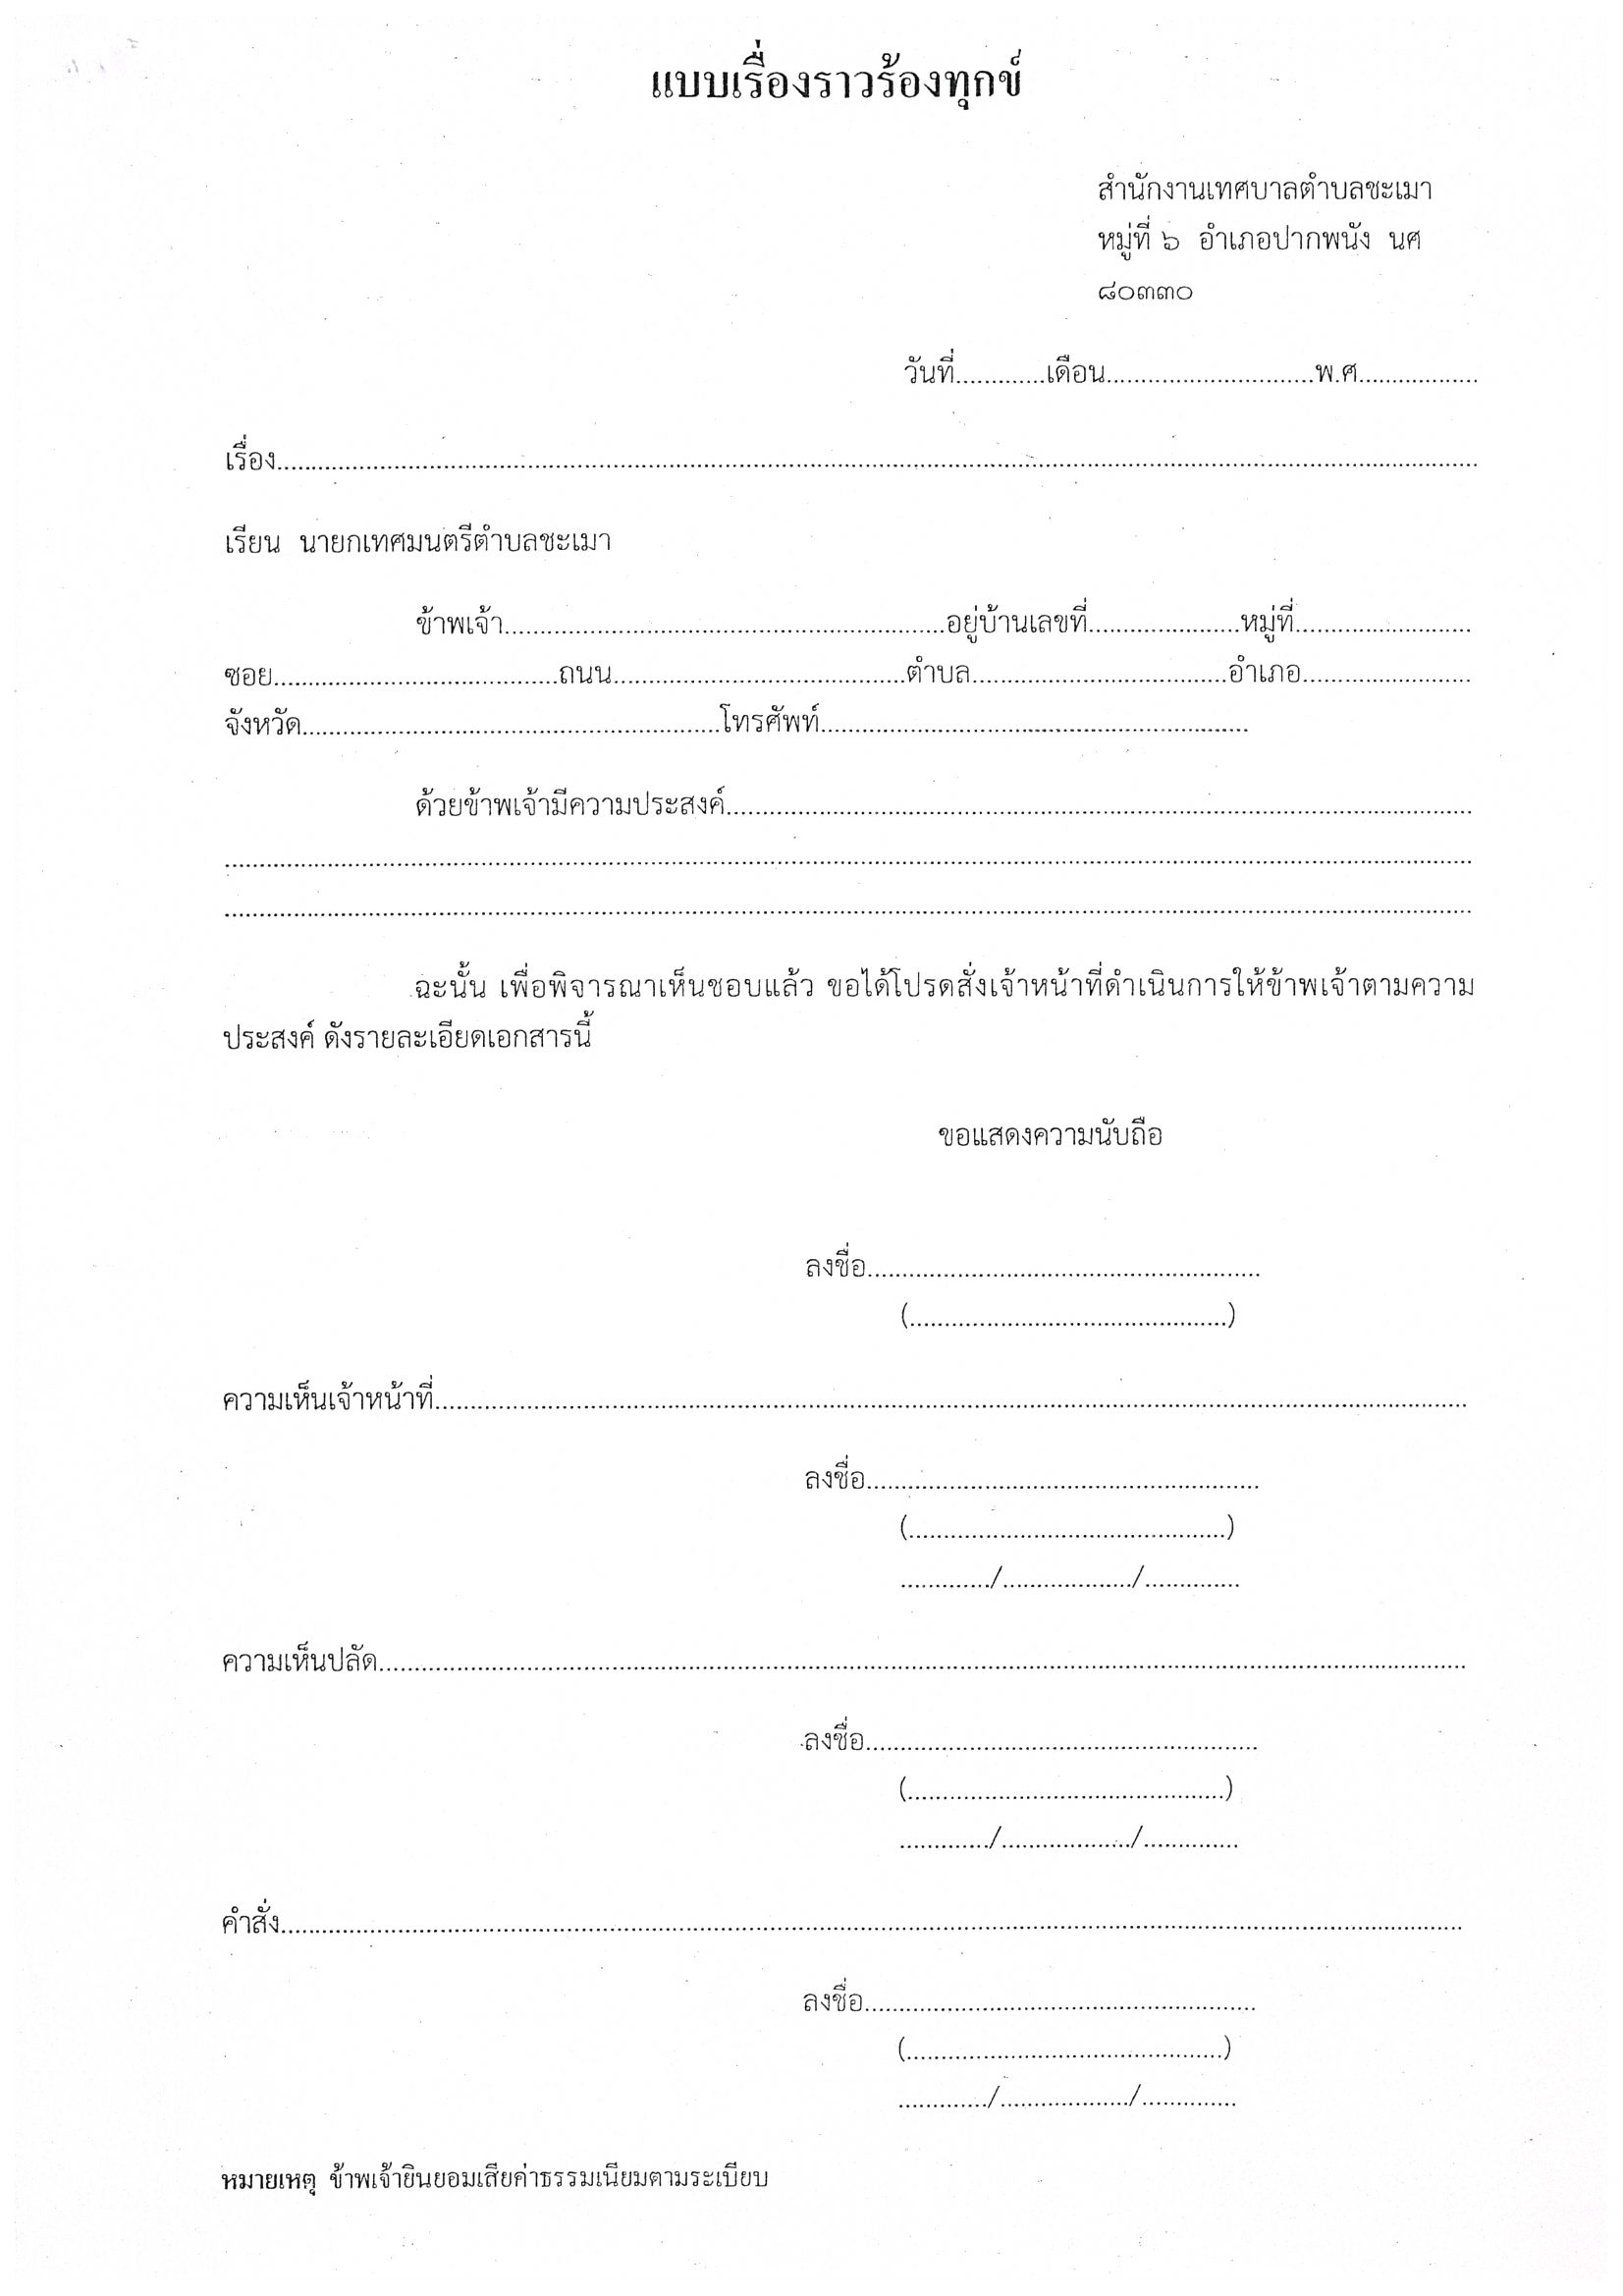 แบบเรื่องราวร้องทุกข์
สำนักงานเทศบาลตำบลชะเมา
หมู่ที่ ๖ อำเภอปากพนัง นศ
๘๐๓๓๐
วันที่.............เดือน..............................พ.ศ.................
เรื่อง................................................................................
เรียน นายกเทศมนตรีตำบลชะเมา
ข้าพเจ้า................................................................อยู่บ้านเลขที่......................หมู่ที่.........................
ซอย.........................................ถนน..........................................ตำบล.....................................อำเภอ........................
จังหวัด............................................................โทรศัพท์..............................................................
ด้วยข้าพเจ้ามีความประสงค์................................................................................
................................................................................
................................................................................
ฉะนั้น เพื่อพิจารณาเห็นชอบแล้ว ขอได้โปรดสั่งเจ้าหน้าที่ดำเนินการให้ข้าพเจ้าตามความ
ประสงค์ ดังรายละเอียดเอกสารนี้
ขอแสดงความนับถือ
ลงชื่อ.........................................................
(..............................................)
ความเห็นเจ้าหน้าที่................................................................................
ลงชื่อ.........................................................
(..............................................)
............./.................../..............
ความเห็นปลัด................................................................................
ลงชื่อ.........................................................
(..............................................)
............./.................../..............
คำสั่ง................................................................................
ลงชื่อ.........................................................
(..............................................)
............./.................../..............
หมายเหตุ ข้าพเจ้ายินยอมเสียค่าธรรมเนียมตามระเบียบ